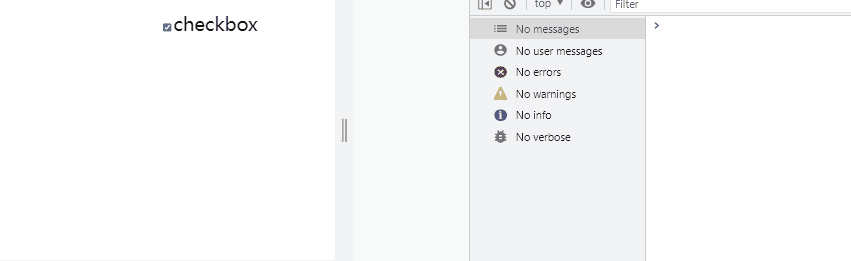 checkbox
top
Filter
No messages
No user messages
No errors
No warnings
No info
No verbose